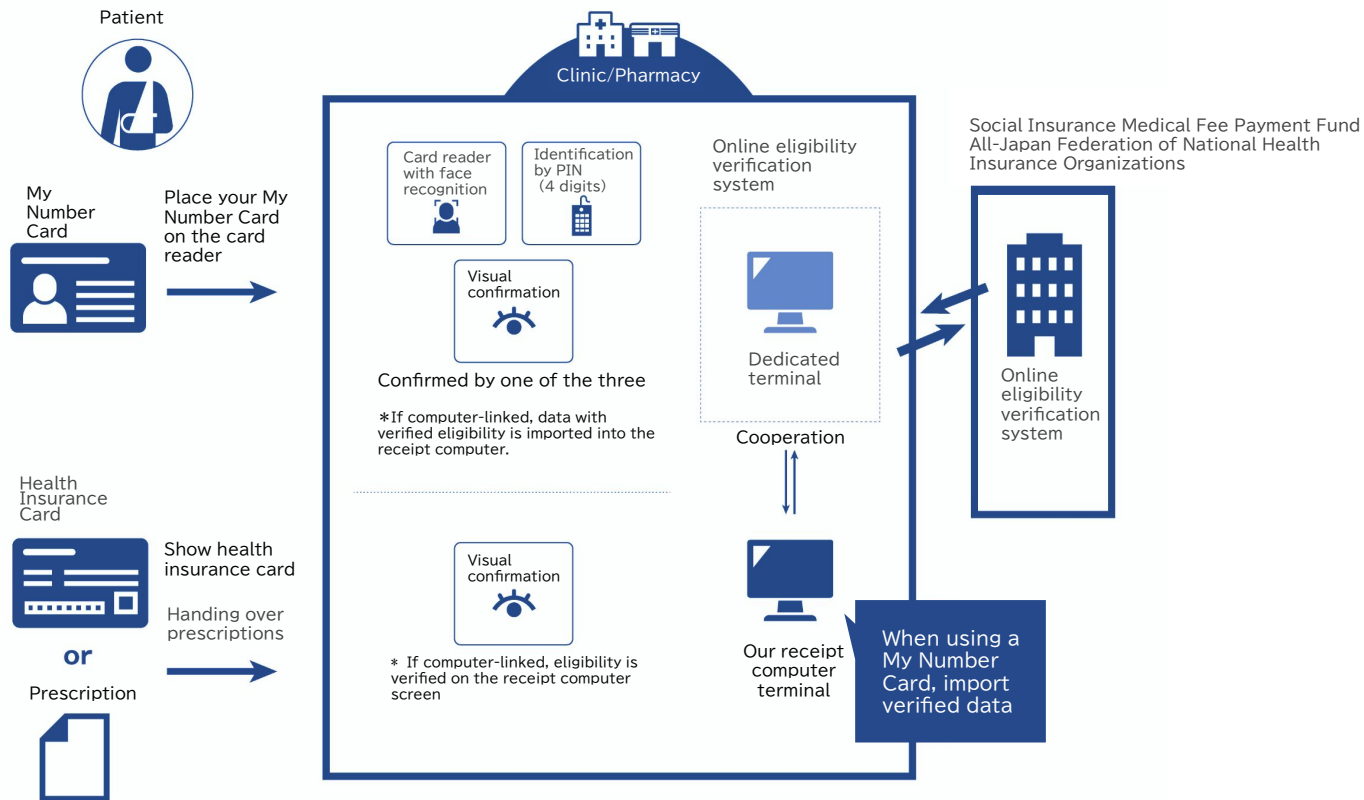 Patient
Clinic/Pharmacy
My
Number
Card
Place your My
Number Card
on the card
reader
Card reader
with face
recognition
Identification
by PIN
(4 digits)
Visual
confirmation
Confirmed by one of the three
*If computer-linked, data with
verified eligibility is imported into the
receipt computer.
Online eligibility
verification
system
Dedicated
terminal
Cooperation
Social Insurance Medical Fee Payment Fund
All-Japan Federation of National Health
Insurance Organizations
Online
eligibility
verification
system
Health
Insurance
Card
Show health
insurance card
Handing over
prescriptions
or
Prescription
Visual
confirmation
* If computer-linked, eligibility is
verified on the receipt computer
screen
Our receipt
computer
terminal
When using a
My Number
Card, import
verified data